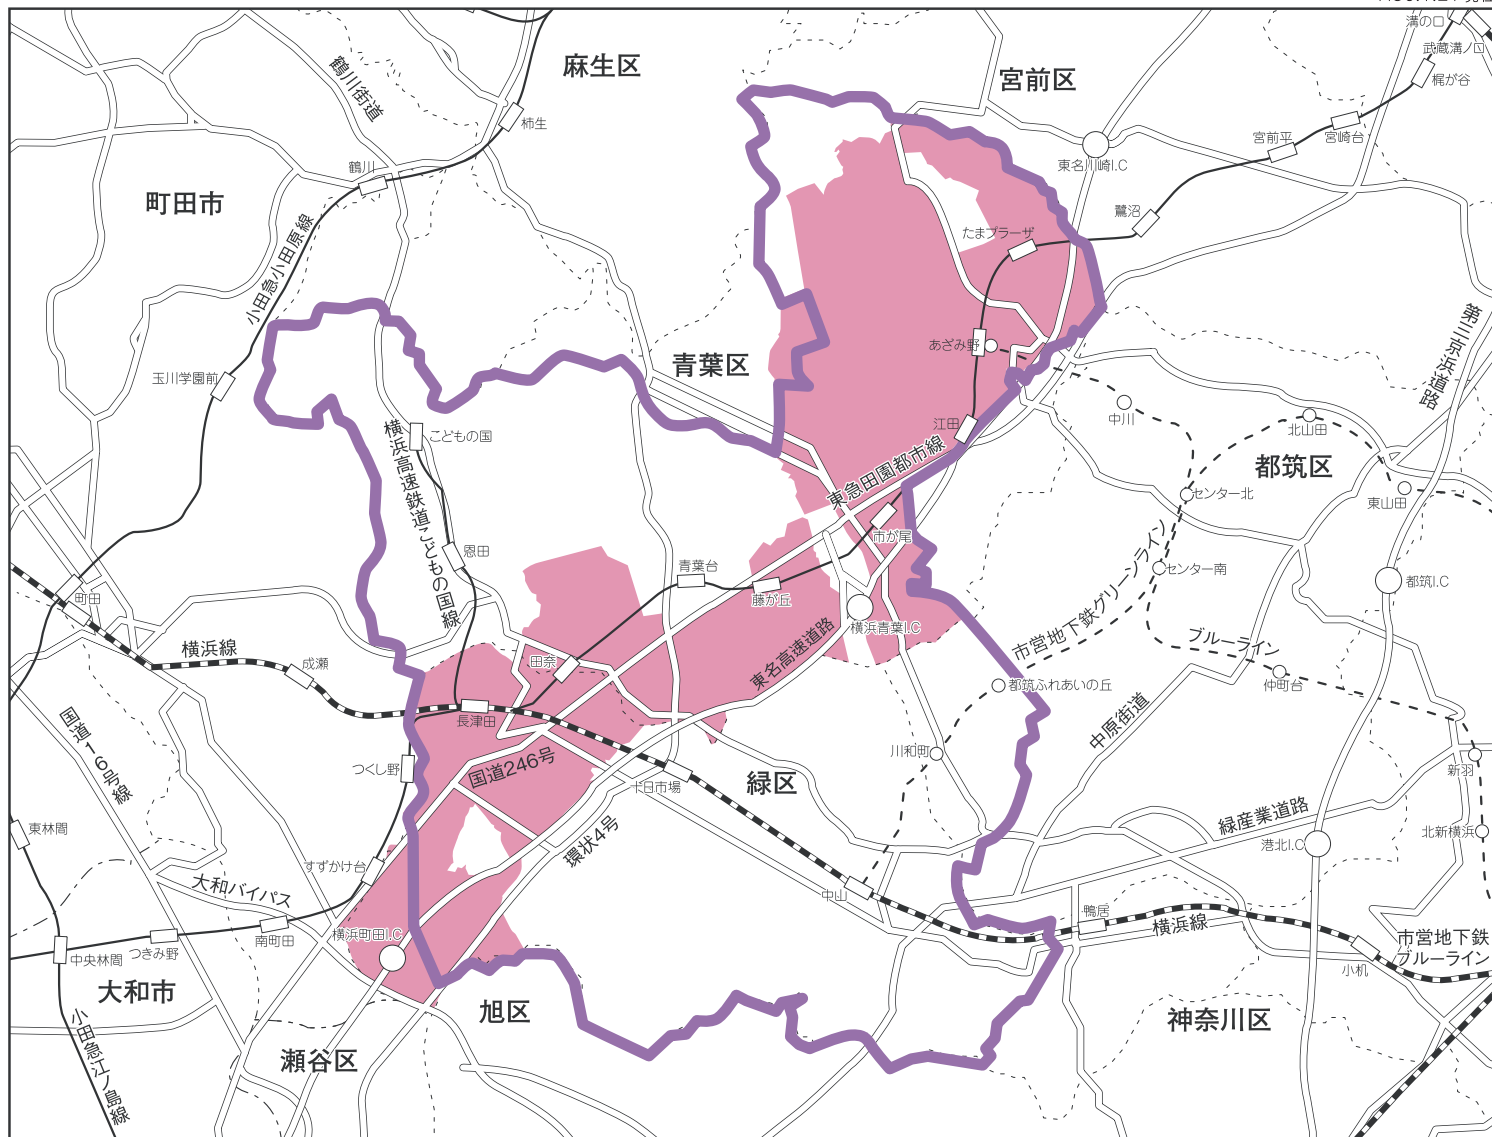 溝の口
武蔵溝ノ口
梶が谷
麻生区
宮前区
鶴川街道
柿生
宮前平
宮崎台
東名川崎I.C
鶴川
町田市
鷺沼
たまプラーザ
小田急小田原線
第三京浜道路
あざみ野
青葉区
玉川学園前
中川
北山田
江田
こどもの国
横浜高速鉄道こどもの国線
東急田園都市線
都筑区
センター北
東山田
市が尾
恩田
青葉台
センター南
都筑I.C
藤が丘
町田
市営地下鉄グリーンライン
横浜青葉I.C
横浜線
ブルーライン
成瀬
田奈
東名高速道路
都筑ふれあいの丘
仲町台
長津田
国道16号線
中原街道
川和町
つくし野
国道246号
十日市場
緑区
新羽
緑産業道路
東林間
環状4号
北新横浜
港北I.C
すずかけ台
大和バイパス
中山
鴨居
横浜線
南町田
横浜町田I.C
市営地下鉄
ブルーライン
中央林間
つきみ野
小机
大和市
旭区
神奈川区
小田急江ノ島線
瀬谷区